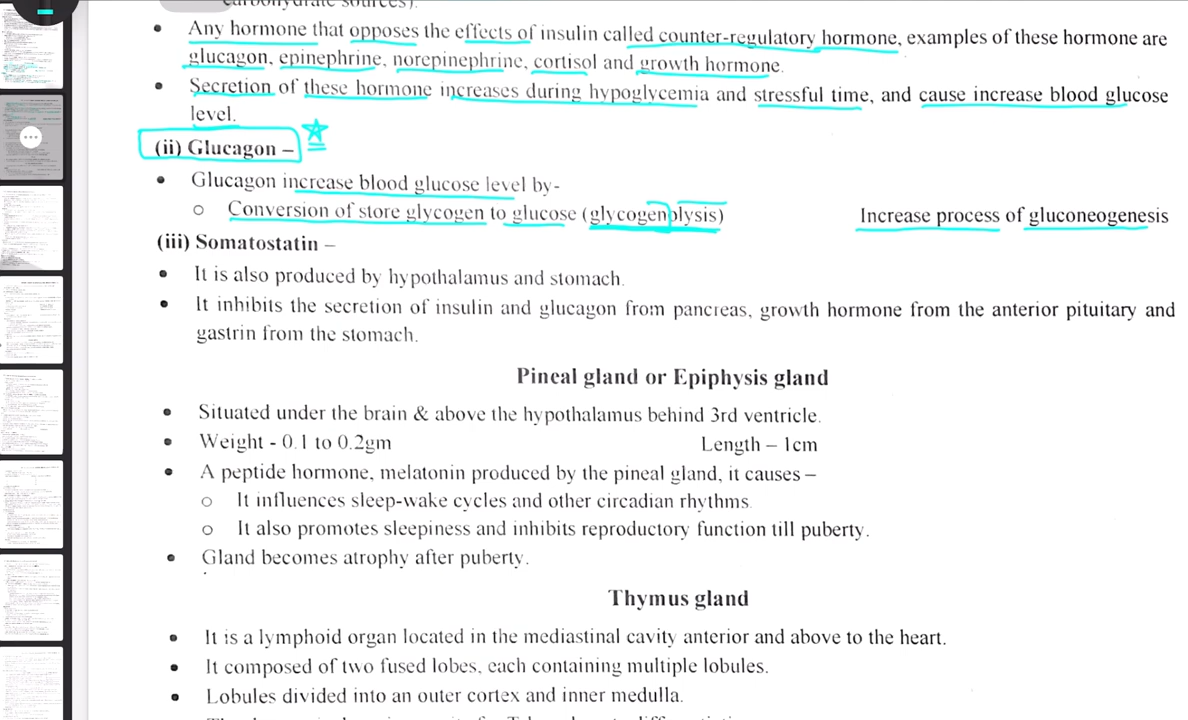 • Any hormone that opposes the effects of insulin called counter-regulatory hormone, examples of these hormone are
glucagon, epinephrine, norepinephrine, cortisol and growth hormone.
• Secretion of these hormone increases during hypoglycemia and stressful time, and cause increase blood glucose
level.
(ii) Glucagon –
• Glucagon increase blood glucose level by-
○ Conversion of store glycogen to glucose (glycogenolysis) Increase process of gluconeogenesis
(iii) Somatostatin –
• It is also produced by hypothalamus and stomach.
• It inhibits the secretion of insulin and glucagon from pancreas, growth hormone from the anterior pituitary and
gastrin from the stomach.
Pineal gland or Epiphysis gland
• Situated under the brain & above the hypothalamus behind 3rd ventricle.
• Weight - 0.1 to 0.2gm Length – 1cm
• A peptide hormone, melatonin produced by the pineal gland, it causes –
○ It influences sleep-wake cycles and other circadian rhythms.
○ It also promotes sleepiness and inhibits reproductory function till puberty.
• Gland becomes atrophy after puberty.
Thymus gland
• It is a lymphoid organ located in the mediastinal cavity anterior and above to the heart.
• It composed of two fused lobes, each containing multiple lobules.
• Lobules divided into an outer cortex and inner medulla.